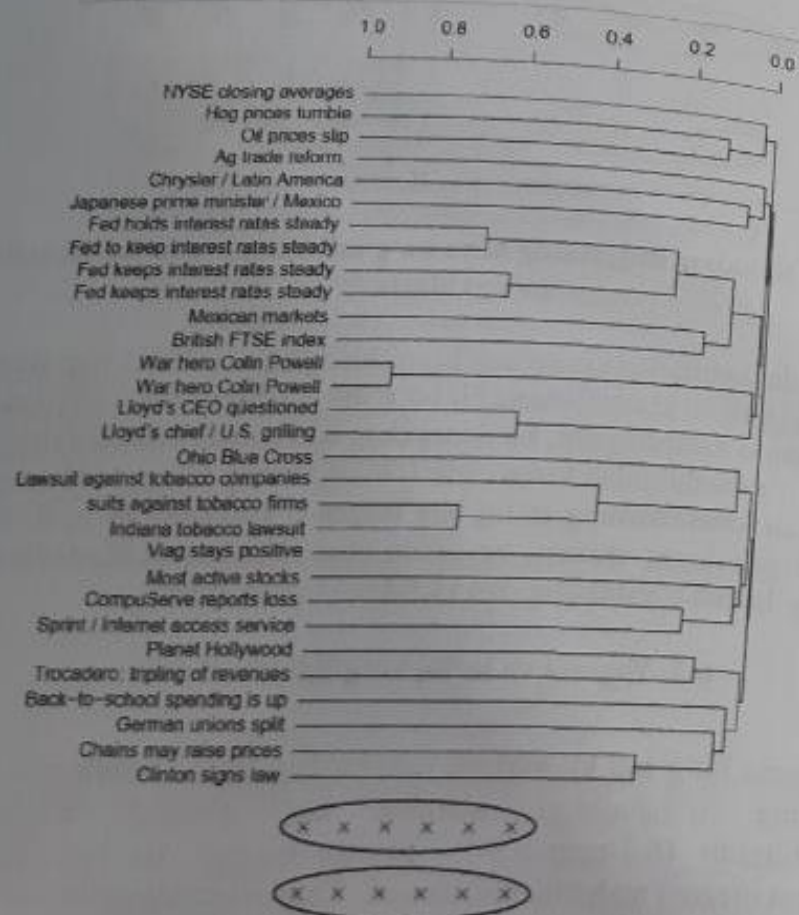 1.0 0.8 0.6 0.4 0.2 0.0
NYSE closing averages
Hog prices tumble
Oil prices slip
Ag trade reform.
Chrysler / Latin America
Japanese prime minister / Mexico
Fed holds interest rates steady
Fed to keep interest rates steady
Fed keeps interest rates steady
Fed keeps interest rates steady
Mexican markets
British FTSE index
War hero Colin Powell
War hero Colin Powell
Lloyd's CEO questioned
Lloyd's chief / U.S. grilling
Ohio Blue Cross
Lawsuit against tobacco companies
suits against tobacco firms
Indiana tobacco lawsuit
Viag stays positive
Most active stocks
CompuServe reports loss
Sprint / Internet access service
Planet Hollywood
Trocadero: tripling of revenues
Back-to-school spending is up
German unions split
Chains may raise prices
Clinton signs law